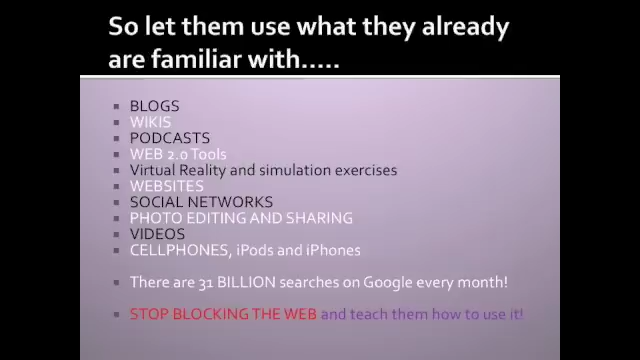 So let them use what they already
are familiar with.....
BLOGS
WIKIS
PODCASTS
WEB 2.0 Tools
Virtual Reality and simulation exercises
WEBSITES
SOCIAL NETWORKS
PHOTO EDITING AND SHARING
VIDEOS
CELLPHONES, iPods and iPhones
There are 31 BILLION searches on Google every month!
STOP BLOCKING THE WEB and teach them how to use it!